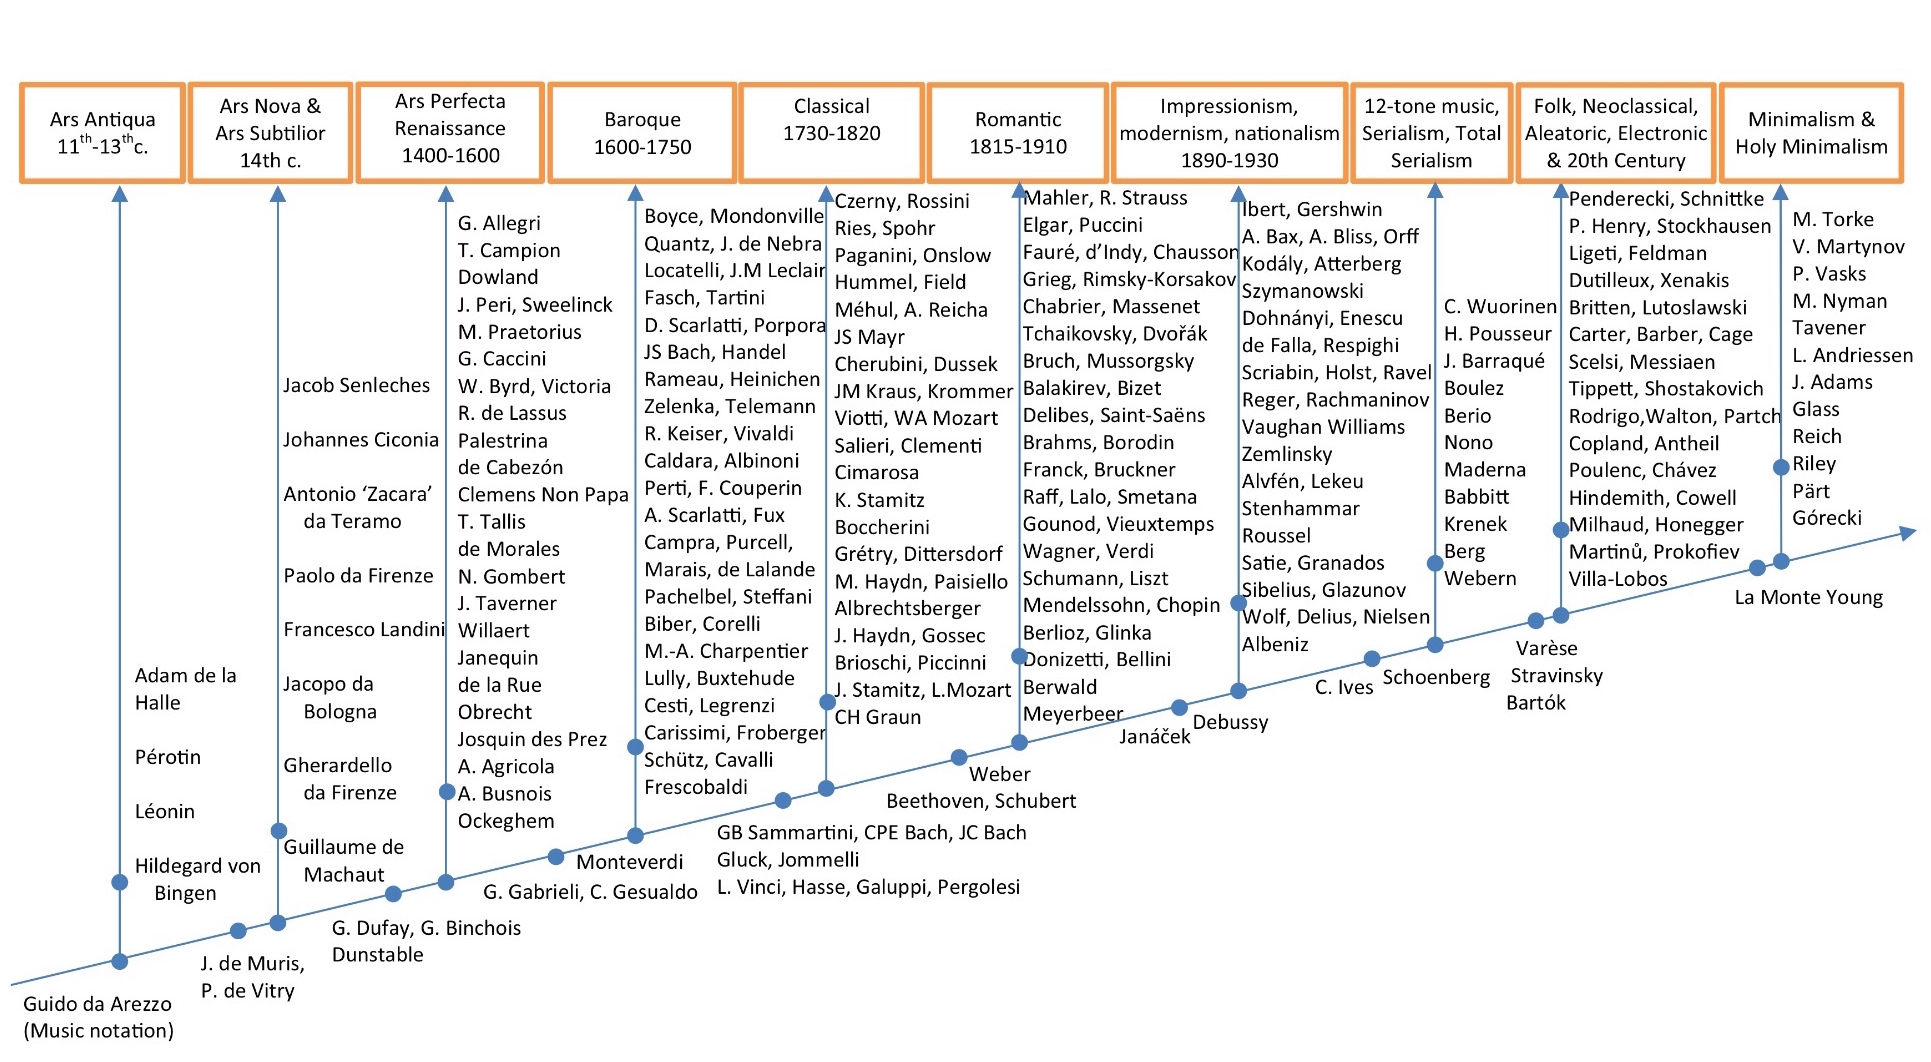 Ars Antiqua
11th-13thc.
Ars Nova &
Ars Subtilior
14th c.
Ars Perfecta
Renaissance
1400-1600
Baroque
1600-1750
Classical
1730-1820
Romantic
1815-1910
Impressionism,
modernism, nationalism
1890-1930
12-tone music,
Serialism, Total
Serialism
Folk, Neoclassical,
Aleatoric, Electronic
& 20th Century
Minimalism &
Holy Minimalism
Adam de la
Halle
Pérotin
Léonin
Hildegard von
Bingen
Guido da Arezzo
(Music notation)
Jacob Senleches
Johannes Ciconia
Antonio ‘Zacara’
da Teramo
Paolo da Firenze
Francesco Landini
Jacopo da
Bologna
Gherardello
da Firenze
Guillaume de
Machaut
J. de Muris,
P. de Vitry
G. Allegri
T. Campion
Dowland
J. Peri, Sweelinck
M. Praetorius
G. Caccini
W. Byrd, Victoria
R. de Lassus
Palestrina
de Cabezón
Clemens Non Papa
T. Tallis
de Morales
N. Gombert
J. Taverner
Willaert
Janequin
de la Rue
Obrecht
Josquin des Prez
A. Agricola
A. Busnois
Ockeghem
G. Dufay, G. Binchois
Dunstable
Boyce, Mondonville
Quantz, J. de Nebra
Locatelli, J.M Leclair
Fasch, Tartini
D. Scarlatti, Porpora
JS Bach, Handel
Rameau, Heinichen
Zelenka, Telemann
R. Keiser, Vivaldi
Caldara, Albinoni
Perti, F. Couperin
A. Scarlatti, Fux
Campra, Purcell,
Marais, de Lalande
Pachelbel, Steffani
Biber, Corelli
M.-A. Charpentier
Lully, Buxtehude
Cesti, Legrenzi
Carissimi, Froberger
Schütz, Cavalli
Frescobaldi
Monteverdi
G. Gabrieli, C. Gesualdo
Czerny, Rossini
Ries, Spohr
Paganini, Onslow
Hummel, Field
Méhul, A. Reicha
JS Mayr
Cherubini, Dussek
JM Kraus, Krommer
Viotti, WA Mozart
Salieri, Clementi
Cimarosa
K. Stamitz
Boccherini
Grétry, Dittersdorf
M. Haydn, Paisiello
Albrechtsberger
J. Haydn, Gossec
Brioschi, Piccinni
J. Stamitz, L.Mozart
CH Graun
GB Sammartini, CPE Bach, JC Bach
Gluck, Jommelli
L. Vinci, Hasse, Galuppi, Pergolesi
Mahler, R. Strauss
Elgar, Puccini
Fauré, d’Indy, Chausson
Grieg, Rimsky-Korsakov
Chabrier, Massenet
Tchaikovsky, Dvořák
Bruch, Mussorgsky
Balakirev, Bizet
Delibes, Saint-Saëns
Brahms, Borodin
Franck, Bruckner
Raff, Lalo, Smetana
Gounod, Vieuxtemps
Wagner, Verdi
Schumann, Liszt
Mendelssohn, Chopin
Berlioz, Glinka
Donizetti, Bellini
Berwald
Meyerbeer
Weber
Beethoven, Schubert
Ibert, Gershwin
A. Bax, A. Bliss, Orff
Kodály, Atterberg
Szymanowski
Dohnányi, Enescu
de Falla, Respighi
Scriabin, Holst, Ravel
Reger, Rachmaninov
Vaughan Williams
Zemlinsky
Alvfén, Lekeu
Stenhammar
Roussel
Satie, Granados
Sibelius, Glazunov
Wolf, Delius, Nielsen
Albeniz
Debussy
Janáček
C. Wuorinen
H. Pousseur
J. Barraqué
Boulez
Berio
Nono
Maderna
Babbitt
Krenek
Berg
Webern
Schoenberg
C. Ives
Penderecki, Schnittke
P. Henry, Stockhausen
Ligeti, Feldman
Dutilleux, Xenakis
Britten, Lutoslawski
Carter, Barber, Cage
Scelsi, Messiaen
Tippett, Shostakovich
Rodrigo,Walton, Partch
Copland, Antheil
Poulenc, Chávez
Hindemith, Cowell
Milhaud, Honegger
Martinů, Prokofiev
Villa-Lobos
Varèse
Stravinsky
Bartók
M. Torke
V. Martynov
P. Vasks
M. Nyman
Tavener
L. Andriessen
J. Adams
Glass
Reich
Riley
Pärt
Górecki
La Monte Young